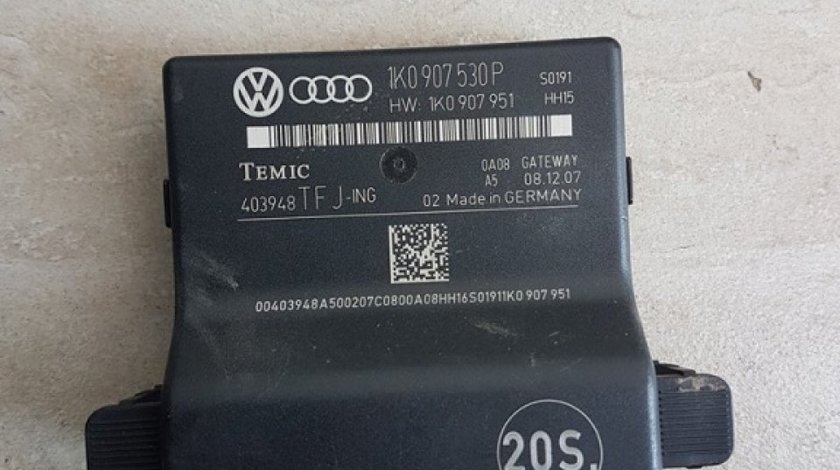 1K0 907 530 P S0191
HW: 1K0 907 951 HH15
TEMIC 0A08 GATEWAY
A5 08.12.07
403948 TFJ-ING 02 Made in GERMANY
00403948A500207C0800A08HH16S01911K0 907 951
20S.